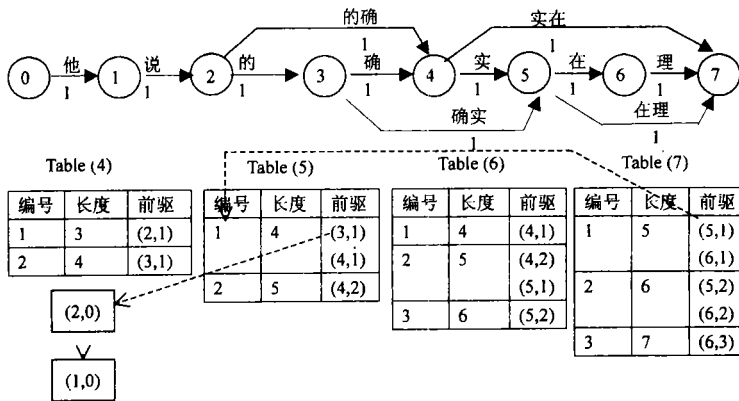 的确 实在
1 1
0 他 1 说 2 的 3 确 4 实 5 在 6 理 7
1 1 1 1 1 1 1
确实 在理
1 1
Table (4) Table (5) Table (6) Table (7)
编号 长度 前驱
1 3 (2,1)
2 4 (3,1)
(2,0)
(1,0)
编号 长度 前驱
1 4 (3,1)
(4,1)
2 5 (4,2)
编号 长度 前驱
1 4 (4,1)
2 5 (4,2)
(5,1)
3 6 (5,2)
编号 长度 前驱
1 5 (5,1)
(6,1)
2 6 (5,2)
(6,2)
3 7 (6,3)